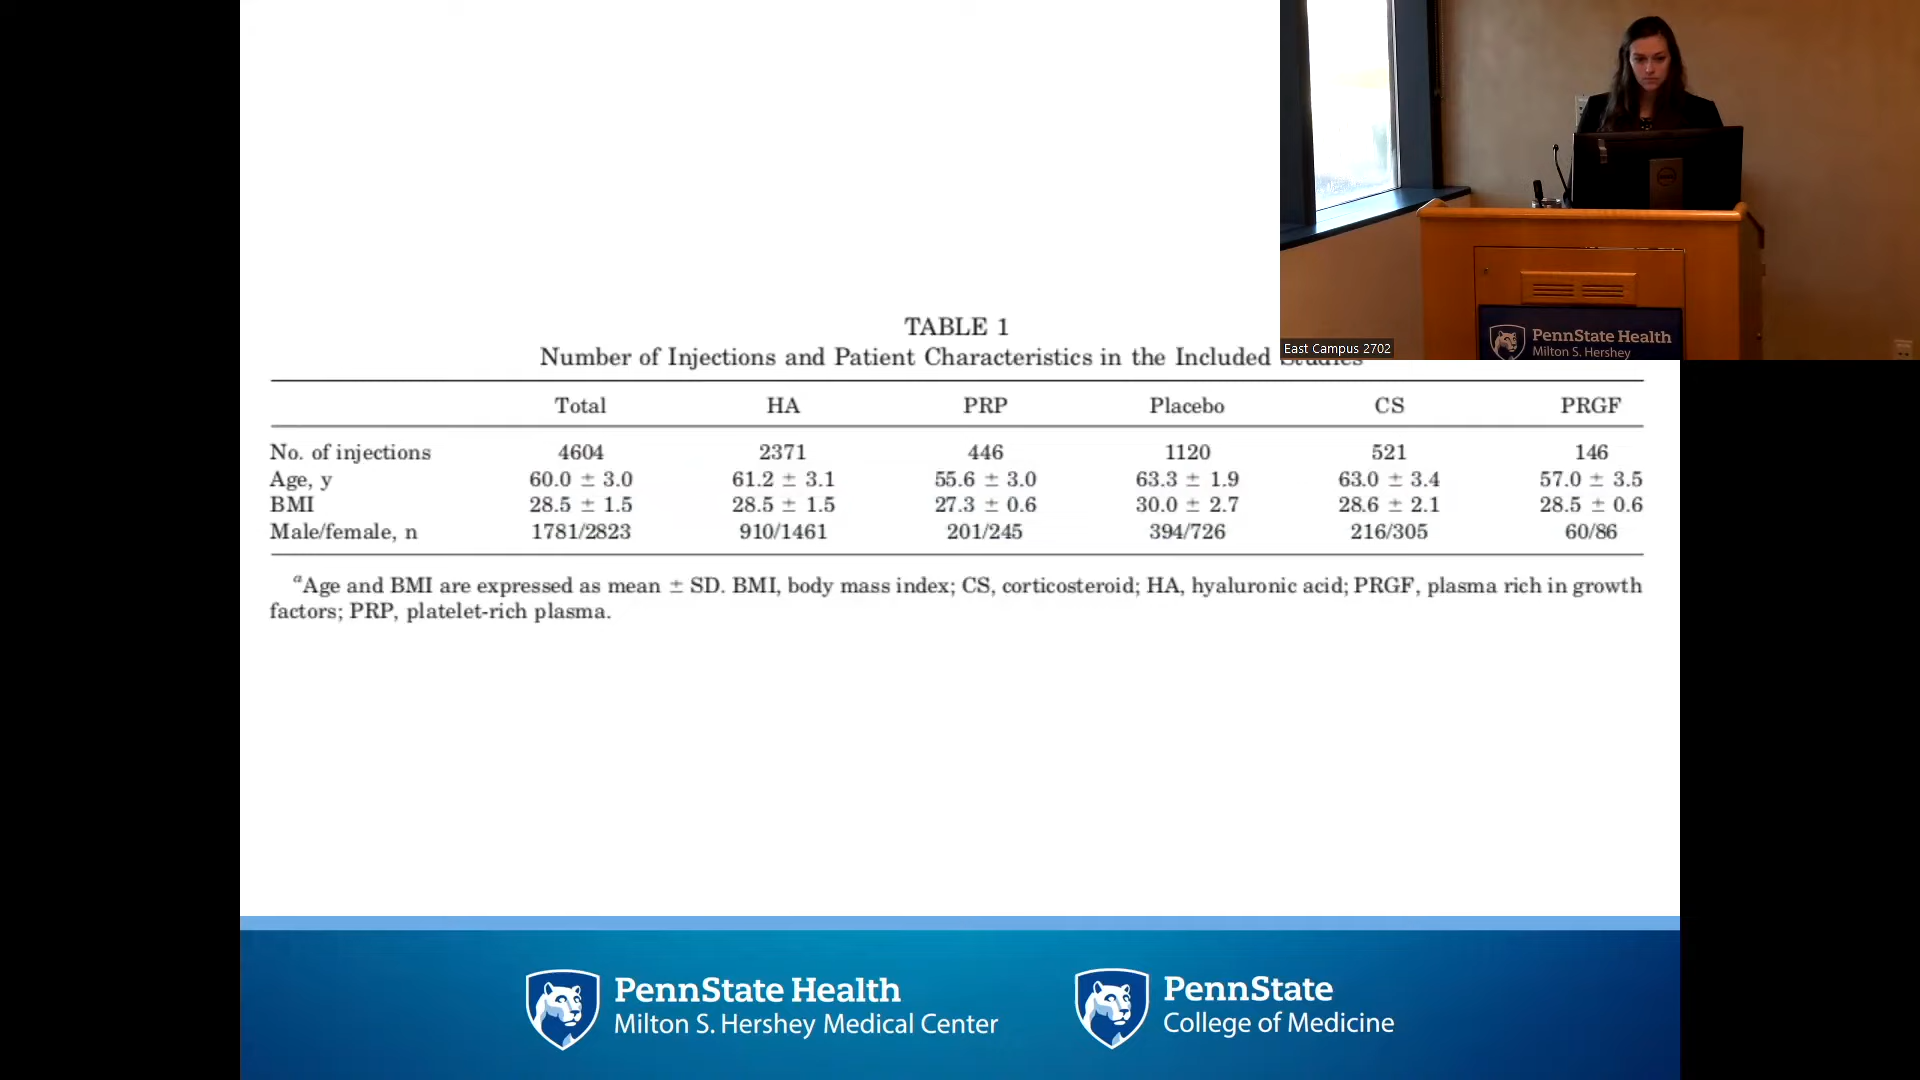 TABLE 1
Number of Injections and Patient Characteristics in the Included Studies
Total HA PRP Placebo CS PRGF
No. of injections 4604 2371 446 1120 521 146
Age, y 60.0 ± 3.0 61.2 ± 3.1 55.6 ± 3.0 63.3 ± 1.9 63.0 ± 3.4 57.0 ± 3.5
BMI 28.5 ± 1.5 28.5 ± 1.5 27.3 ± 0.6 30.0 ± 2.7 28.6 ± 2.1 28.5 ± 0.6
Male/female, n 1781/2823 910/1461 201/245 394/726 216/305 60/86
aAge and BMI are expressed as mean ± SD. BMI, body mass index; CS, corticosteroid; HA, hyaluronic acid; PRGF, plasma rich in growth
factors; PRP, platelet-rich plasma.
East Campus 2702
PennState Health
Milton S. Hershey
PennState Health
Milton S. Hershey Medical Center
PennState
College of Medicine